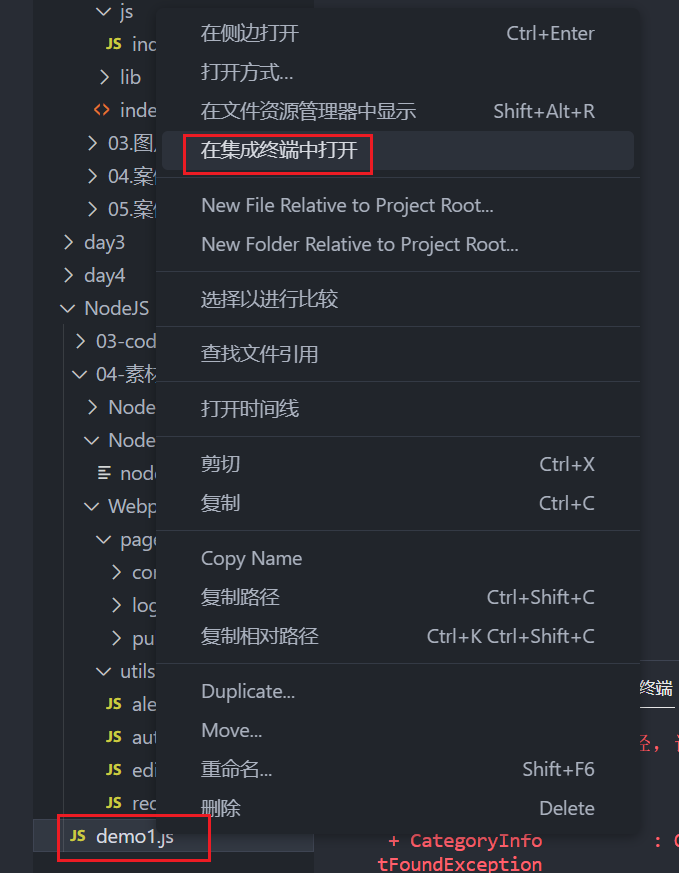 js
JS
在侧边打开 Ctrl+Enter
打开方式...
lib
在文件资源管理器中显示 Shift+Alt+R
03.图
在集成终端中打开
04.案
05.案
New File Relative to Project Root...
day3
New Folder Relative to Project Root...
day4
选择以进行比较
NodeJS
03-cod
查找文件引用
04-素材
打开时间线
Node
Node
剪切 Ctrl+X
node
复制 Ctrl+C
Webp
page
Copy Name
复制路径 Ctrl+Shift+C
复制相对路径 Ctrl+K Ctrl+Shift+C
utils
Duplicate...
终端
JS ale
Move...
JS aut
重命名... Shift+F6
JS edi
JS rec
删除 Delete
JS demo1.js
+ CategoryInfo :
tFoundException